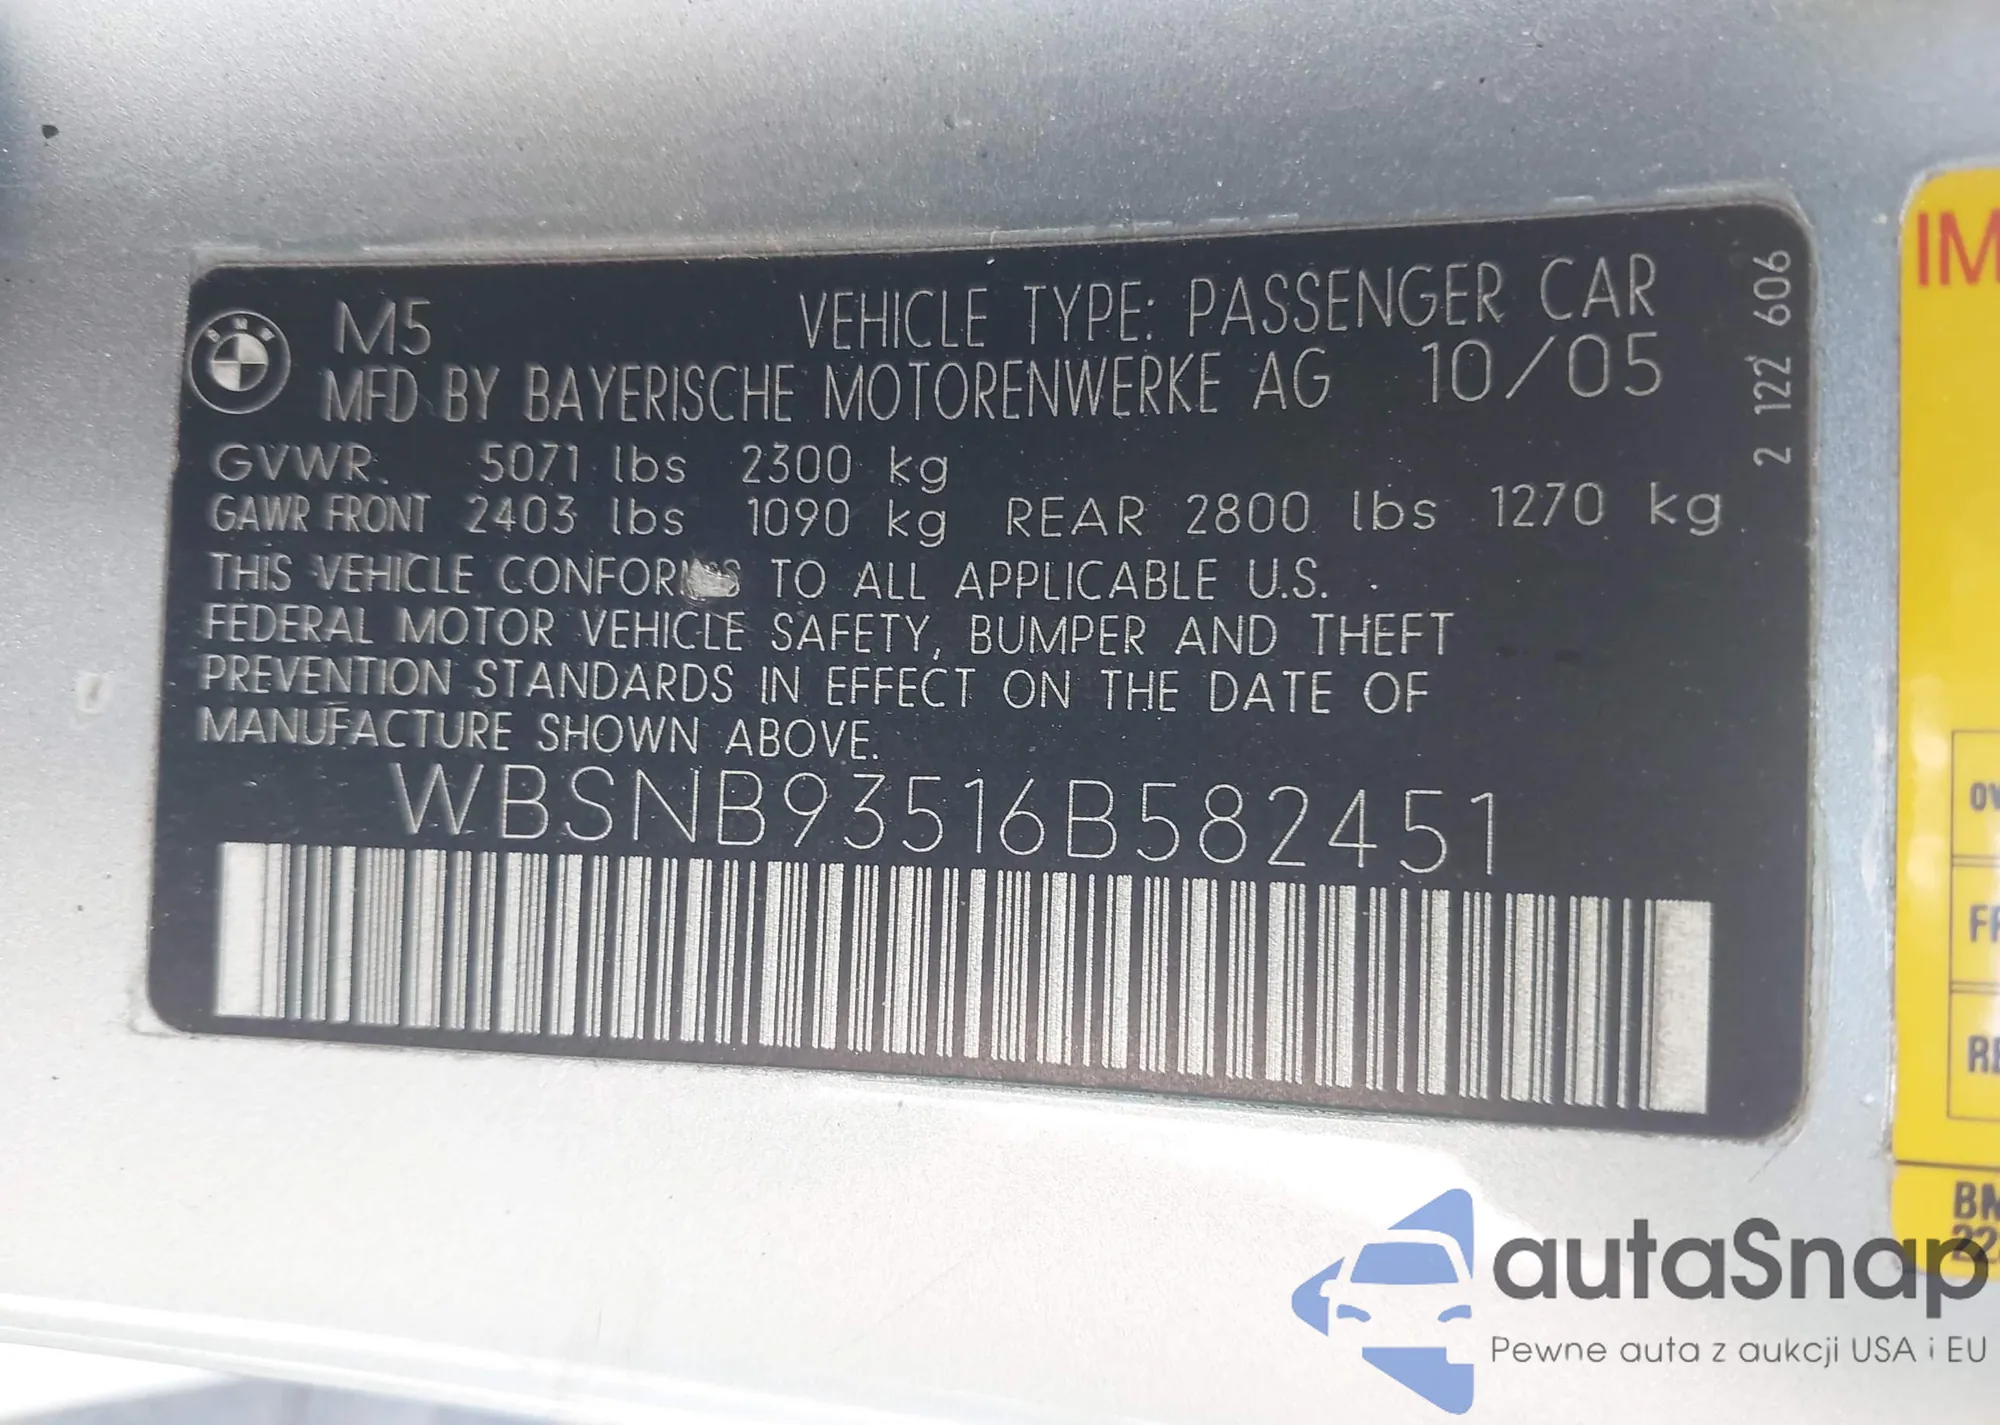 BMW
M5
VEHICLE TYPE: PASSENGER CAR
MFD BY BAYERISCHE MOTORENWERKE AG 10/05
2 122 606
GVWR. 5071 lbs 2300 kg
GAWR FRONT 2403 lbs 1090 kg REAR 2800 lbs 1270 kg
THIS VEHICLE CONFORMS TO ALL APPLICABLE U.S.
FEDERAL MOTOR VEHICLE SAFETY, BUMPER AND THEFT
PREVENTION STANDARDS IN EFFECT ON THE DATE OF
MANUFACTURE SHOWN ABOVE.
WBSNB93516B582451
autaSnap
Pewne auta z aukcji USA i EU